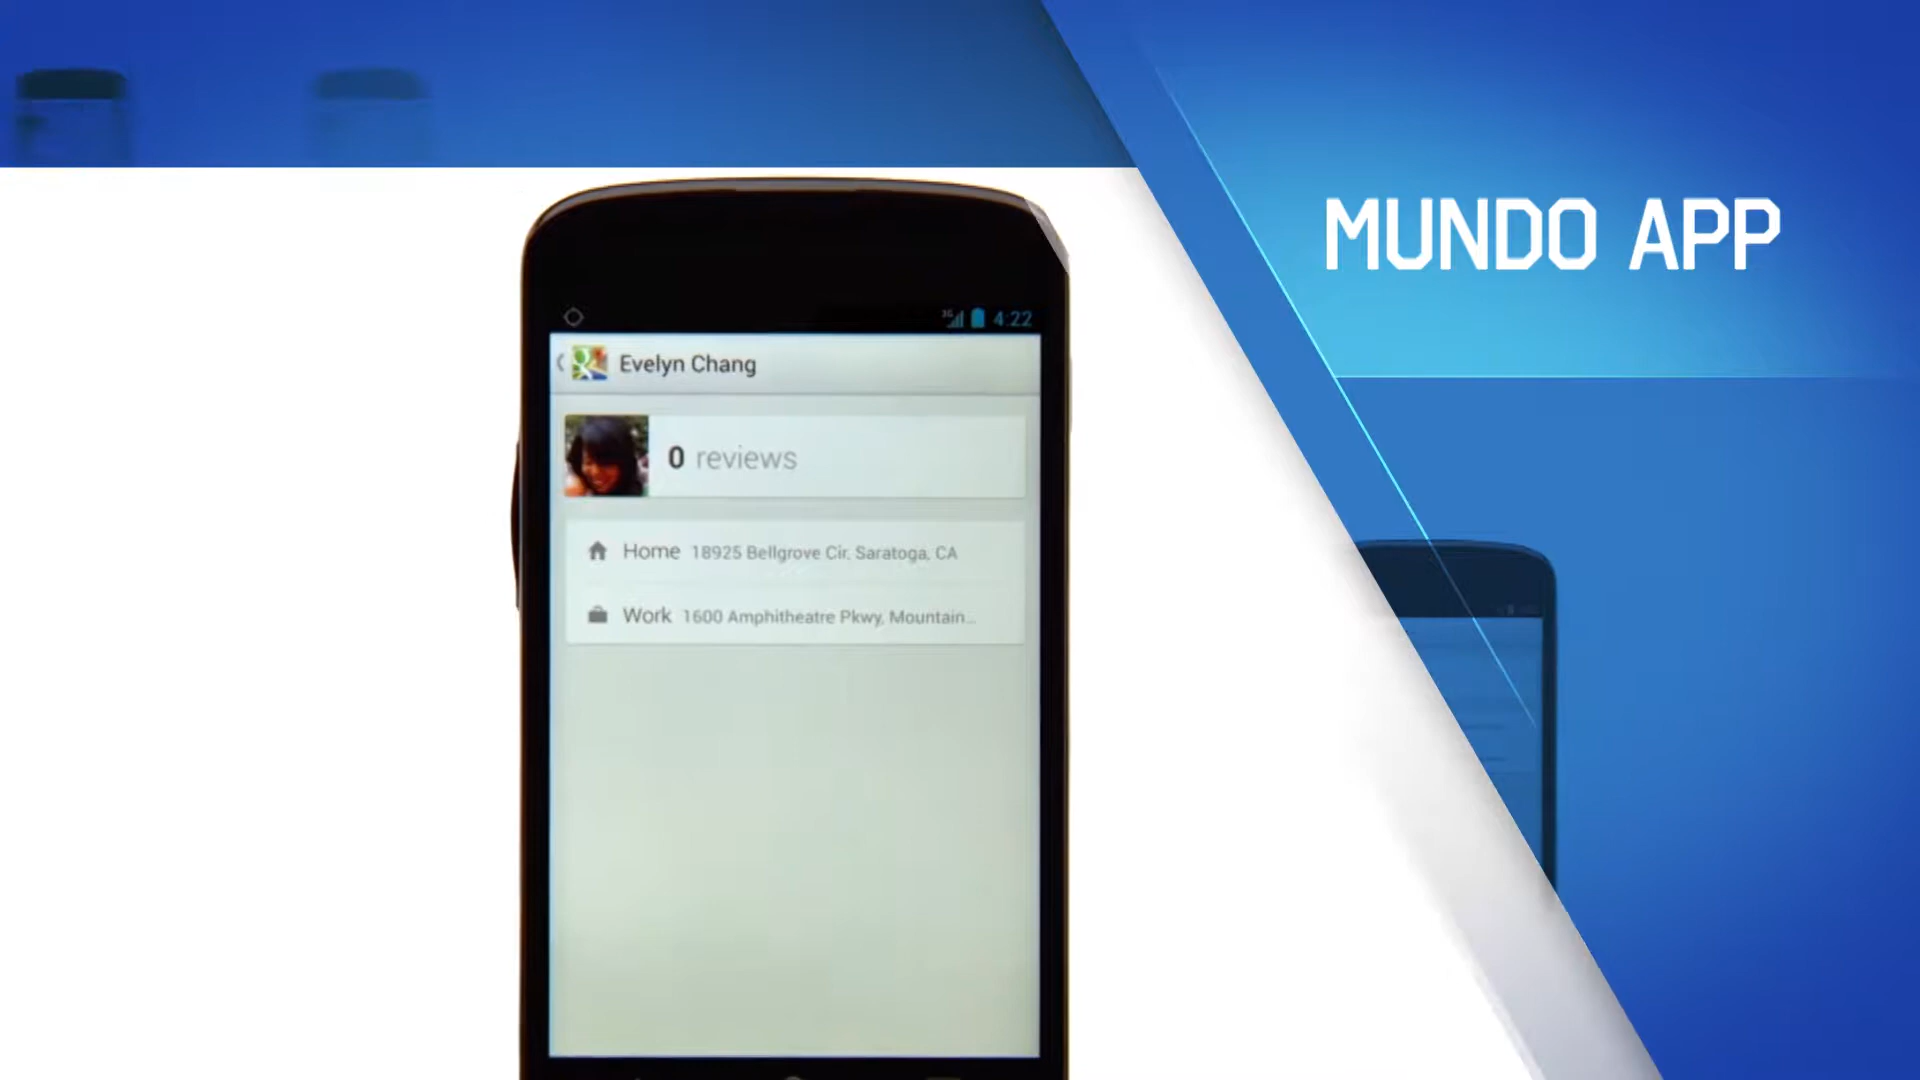 MUNDO APP
3G 4:22
Evelyn Chang
0 reviews
Home 18925 Bellgrove Cir, Saratoga, CA
Work 1600 Amphitheatre Pkwy, Mountain...